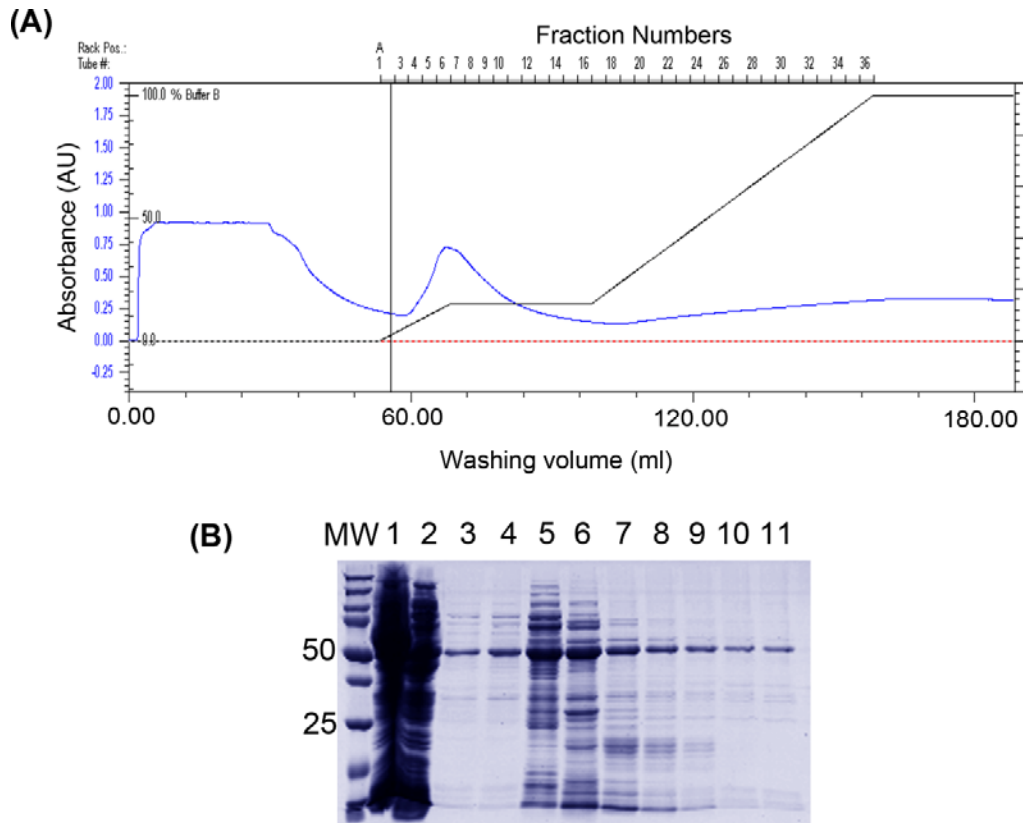 (A)
Fraction Numbers
Rack Pos.: A
Tube #: 1 3 4 5 6 7 8 9 10 12 14 16 18 20 22 24 26 28 30 32 34 36
2.00
100.0 % Buffer B
1.75
1.50
1.25
1.00
50.0
0.75
0.50
0.25
0.00
0.0
-0.25
Absorbance (AU)
0.00 60.00 120.00 180.00
Washing volume (ml)
(B)
MW 1 2 3 4 5 6 7 8 9 10 11
50
25